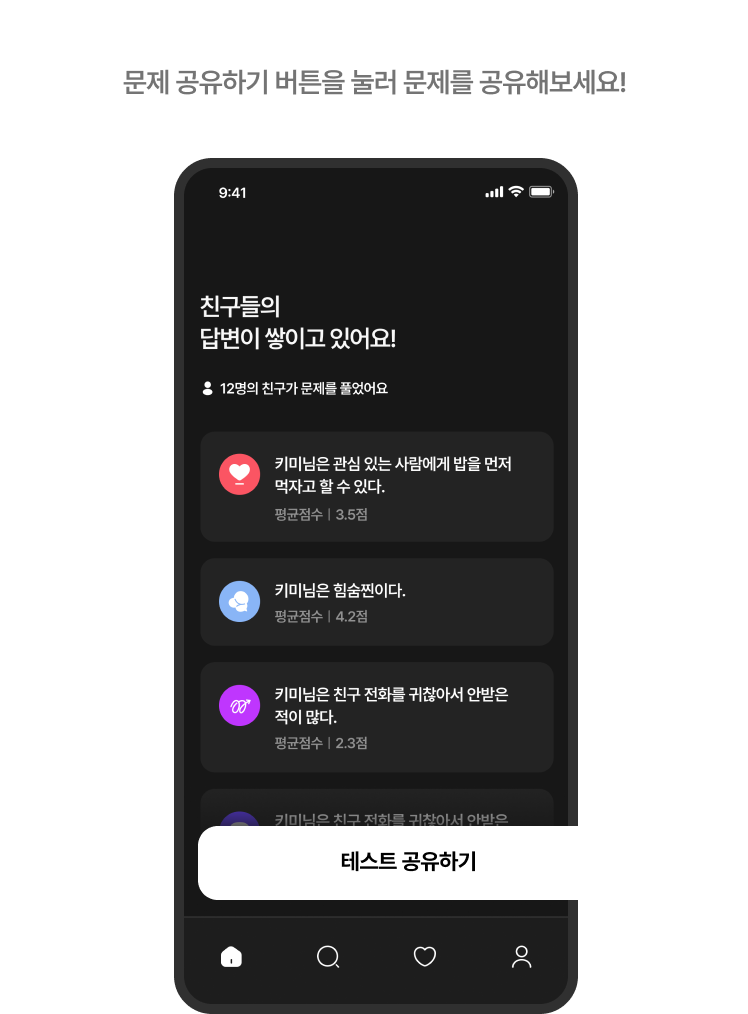 문제 공유하기 버튼을 눌러 문제를 공유해보세요!
9:41
친구들의
답변이 쌓이고 있어요!
12명의 친구가 문제를 풀었어요
키미님은 관심 있는 사람에게 밥을 먼저
먹자고 할 수 있다.
평균점수 | 3.5점
키미님은 힘숨찐이다.
평균점수 | 4.2점
키미님은 친구 전화를 귀찮아서 안받은
적이 많다.
평균점수 | 2.3점
키미님은 친구 전화를 귀찮아서 안받은
테스트 공유하기